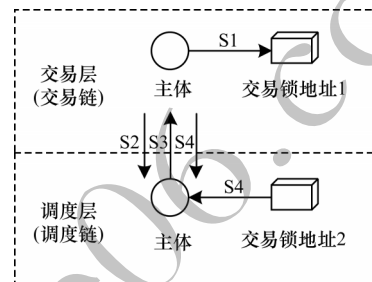 S1
交易层
(交易链)
主体
交易锁地址1
S2 S3 S4
S4
调度层
(调度链)
主体
交易锁地址2